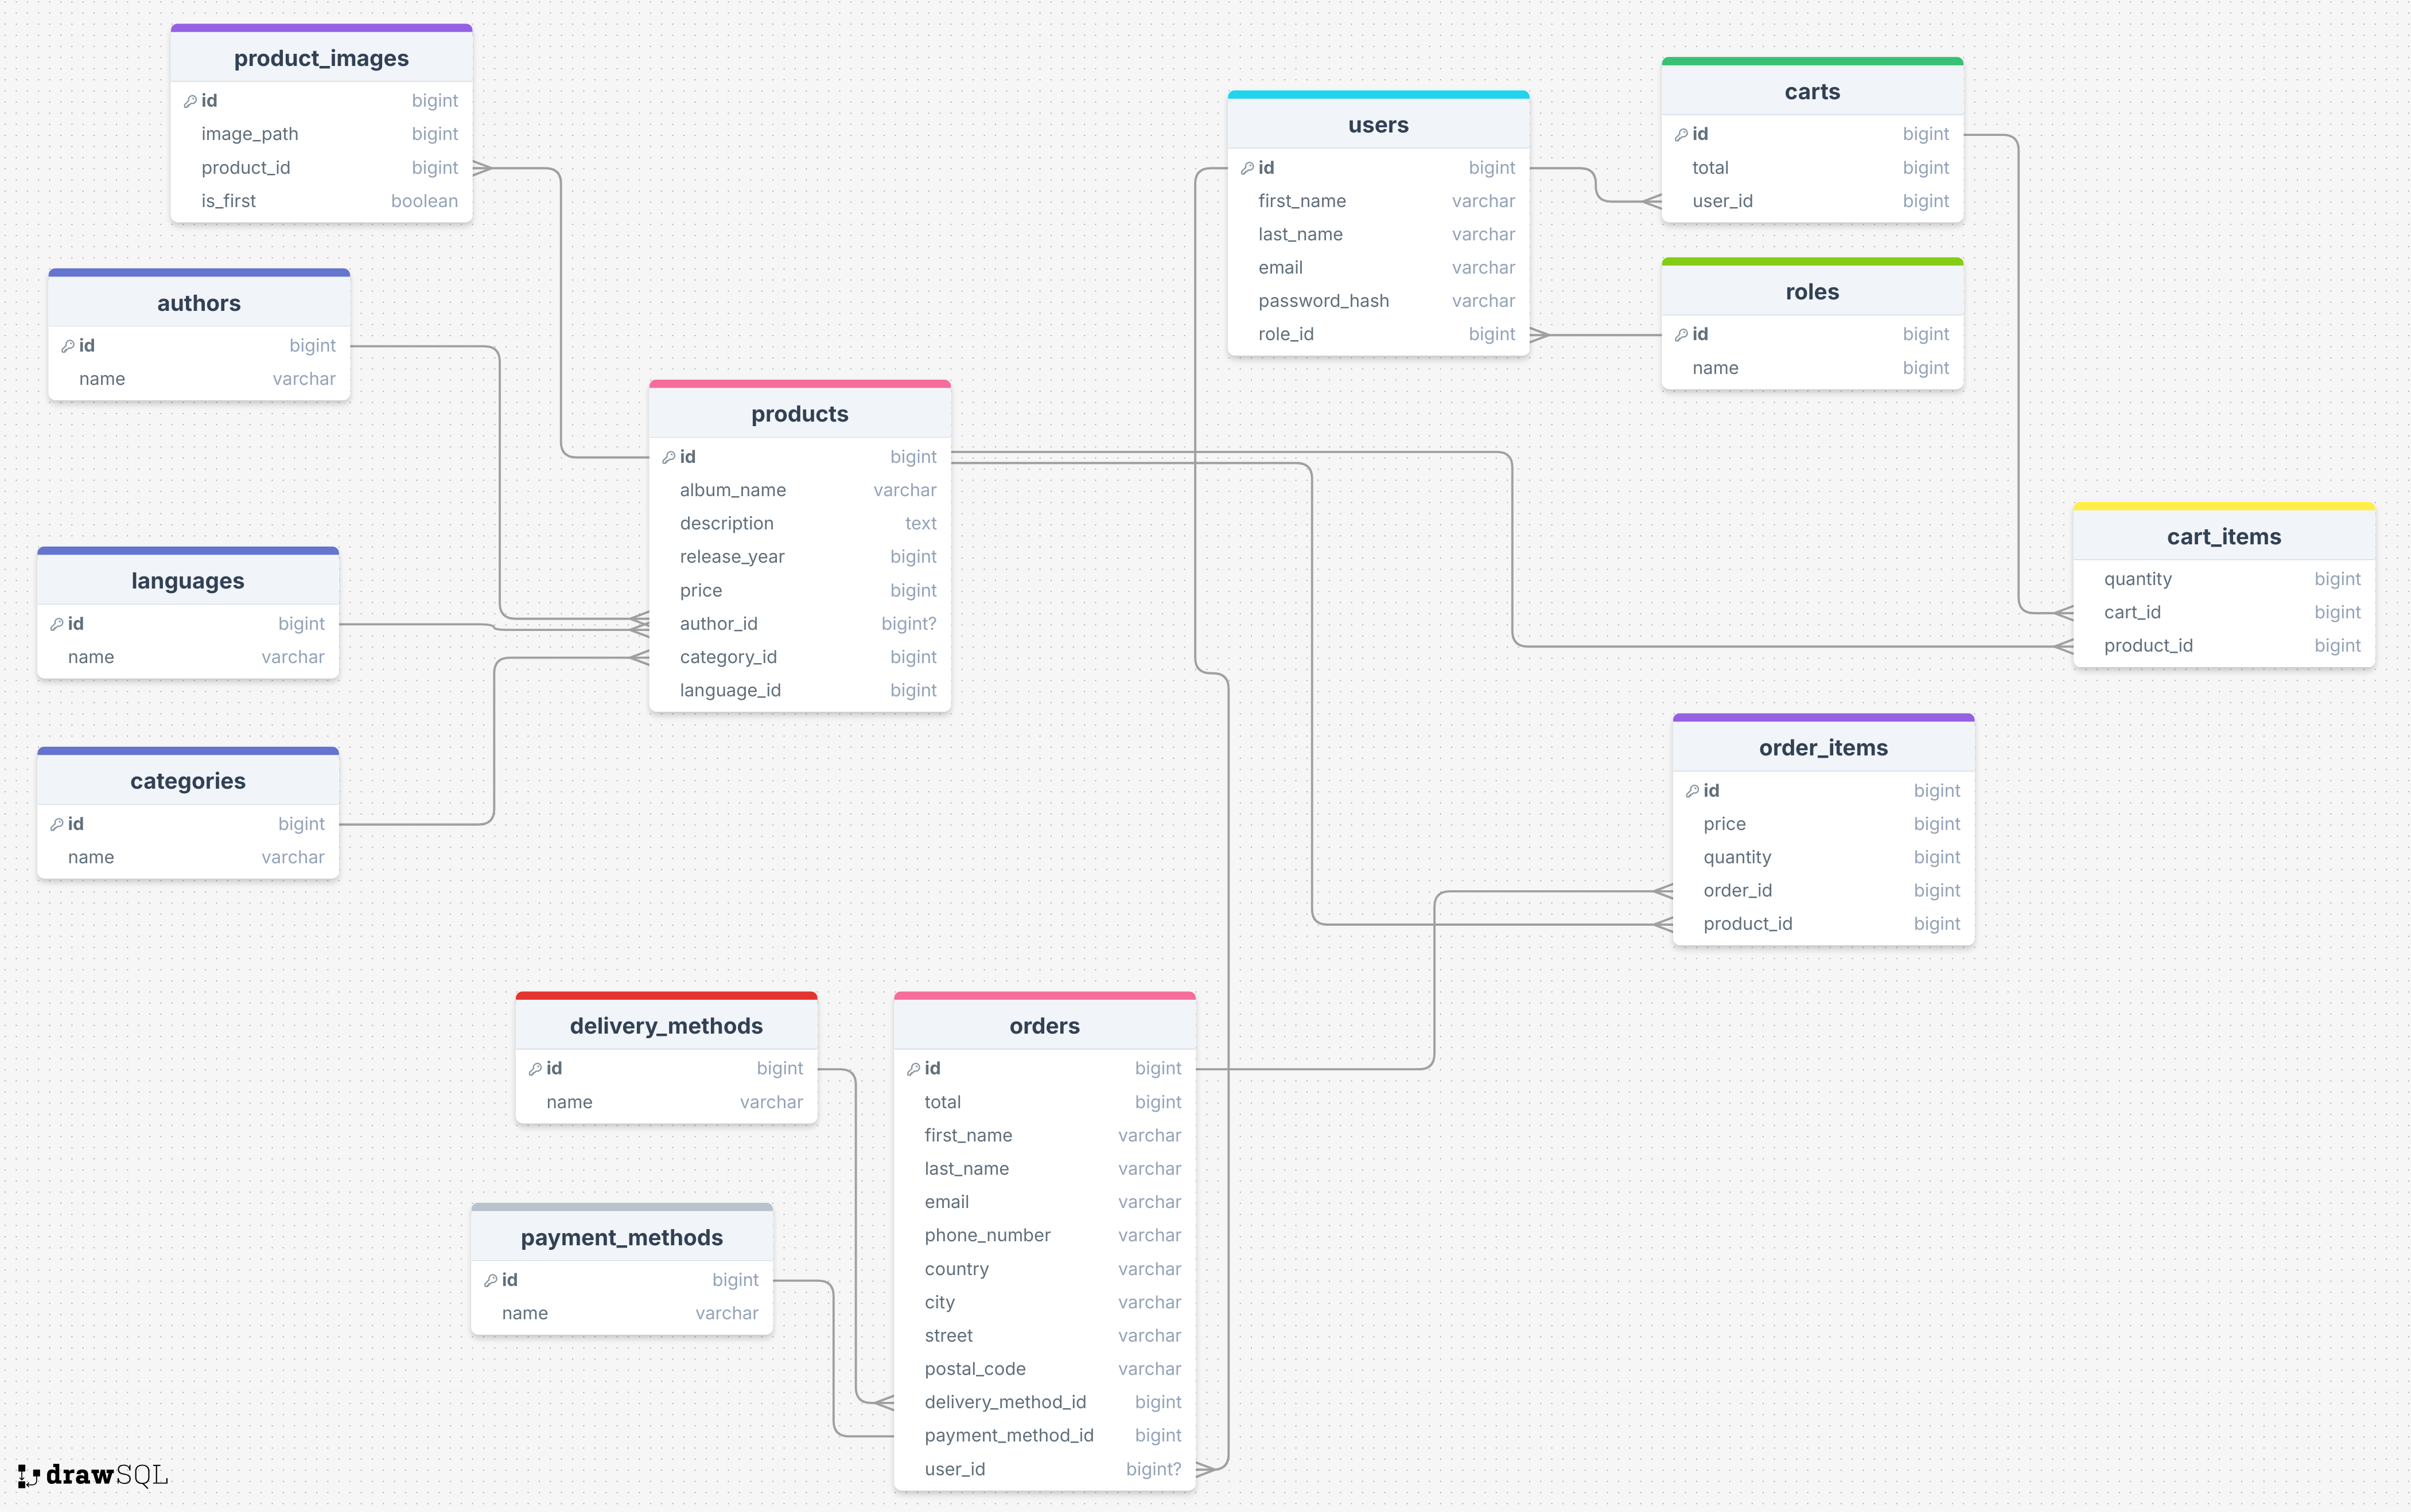 product_images
id bigint
image_path bigint
product_id bigint
is_first boolean
authors
id bigint
name varchar
languages
id bigint
name varchar
categories
id bigint
name varchar
products
id bigint
album_name varchar
description text
release_year bigint
price bigint
author_id bigint?
category_id bigint
language_id bigint
users
id bigint
first_name varchar
last_name varchar
email varchar
password_hash varchar
role_id bigint
carts
id bigint
total bigint
user_id bigint
roles
id bigint
name bigint
cart_items
quantity bigint
cart_id bigint
product_id bigint
order_items
id bigint
price bigint
quantity bigint
order_id bigint
product_id bigint
delivery_methods
id bigint
name varchar
payment_methods
id bigint
name varchar
orders
id bigint
total bigint
first_name varchar
last_name varchar
email varchar
phone_number varchar
country varchar
city varchar
street varchar
postal_code varchar
delivery_method_id bigint
payment_method_id bigint
user_id bigint?
drawSQL